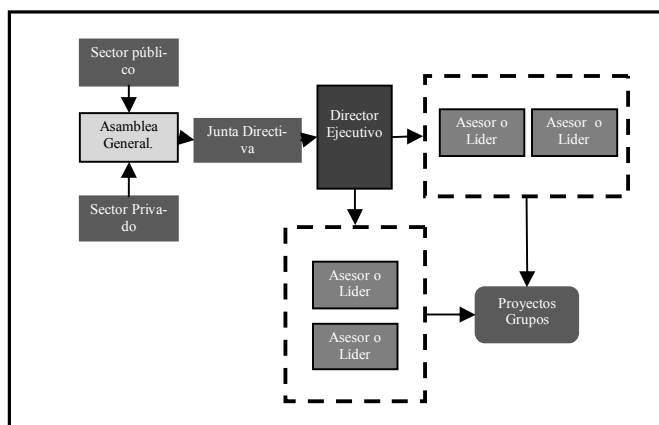 Sector públi-
co
Asamblea
General.
Sector Priva-
do
Junta Directi-
va
Director
Ejecutivo
Asesor o
Líder
Asesor o
Líder
Asesor o
Líder
Asesor o
Líder
Proyectos
Grupos